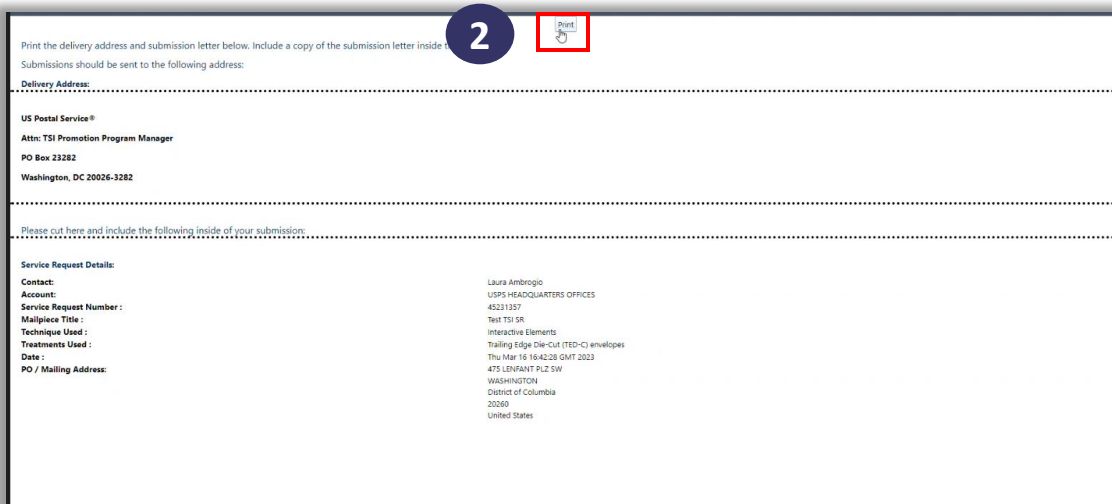 Print
2
Print the delivery address and submission letter below. Include a copy of the submission letter inside
Submissions should be sent to the following address:
Delivery Address:
US Postal Service®
Attn: TSI Promotion Program Manager
PO Box 23282
Washington, DC 20026-3282
Please cut here and include the following inside of your submission:
Service Request Details:
Contact: Laura Ambrogio
Account: USPS HEADQUARTERS OFFICES
Service Request Number : 45231357
Mailpiece Title : Test TSI SR
Technique Used : Interactive Elements
Treatments Used : Trailing Edge Die-Cut (TED-C) envelopes
Date : Thu Mar 16 16:42:28 GMT 2023
PO / Mailing Address: 475 LENFANT PLZ SW
WASHINGTON
District of Columbia
20260
United States